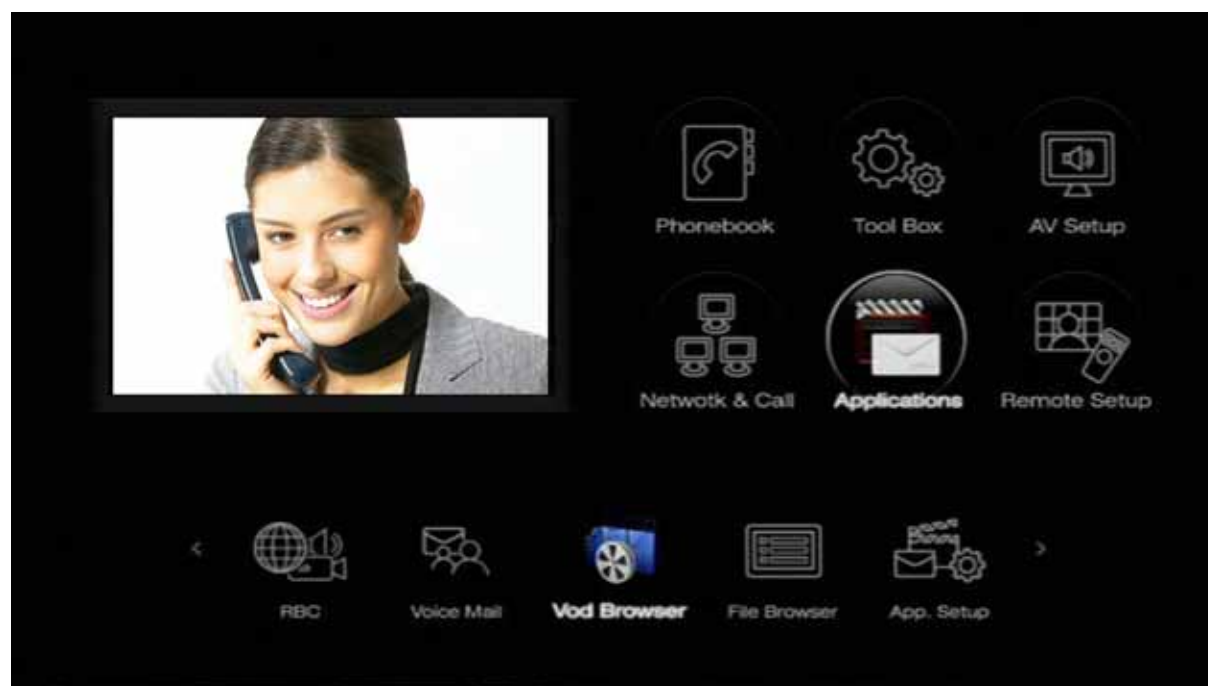 Phonebook
Tool Box
AV Setup
Netwotk & Call
Applications
Remote Setup
<
RBC
Voice Mail
Vod Browser
File Browser
App. Setup
>